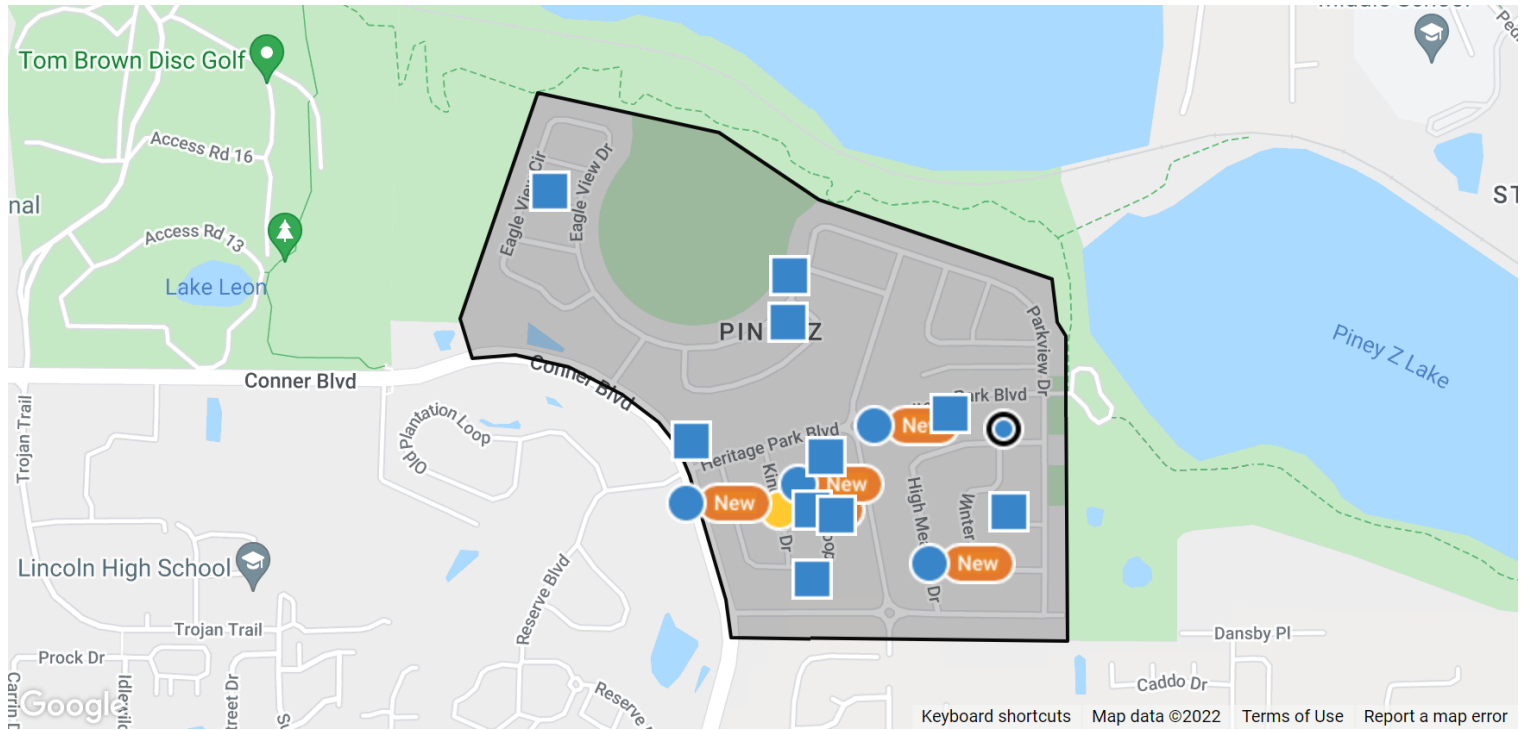 Middle School
Tom Brown Disc Golf
Access Rd 16
Eagle View Cir
Eagle View Dr
nal
ST
Access Rd 13
Lake Leon
PIN Z
Parkview Dr
Piney Z Lake
Conner Blvd
Conner Blvd
Park Blvd
Trojan Trail
Old Plantation Loop
Heritage Park Blvd
New
New
New
High Me
Dr
Dr
Lincoln High School
New
Reserve Blvd
Trojan Trail
Dansby Pl
Prock Dr
Caddo Dr
Reserve
Google
Keyboard shortcuts
Map data ©2022
Terms of Use
Report a map error